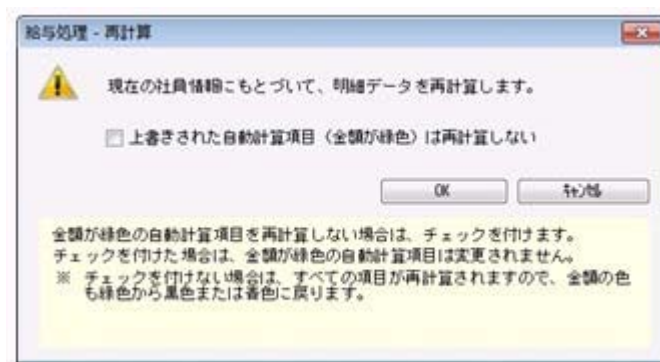 給与処理 - 再計算
現在の社員情報にもとづいて、明細データを再計算します。
上書きされた自動計算項目（金額が緑色）は再計算しない
OK
ｷｬﾝｾﾙ
金額が緑色の自動計算項目を再計算しない場合は、チェックを付けます。
チェックを付けた場合は、金額が緑色の自動計算項目は変更されません。
※ チェックを付けない場合は、すべての項目が再計算されますので、金額の色
も緑色から黒色または青色に戻ります。